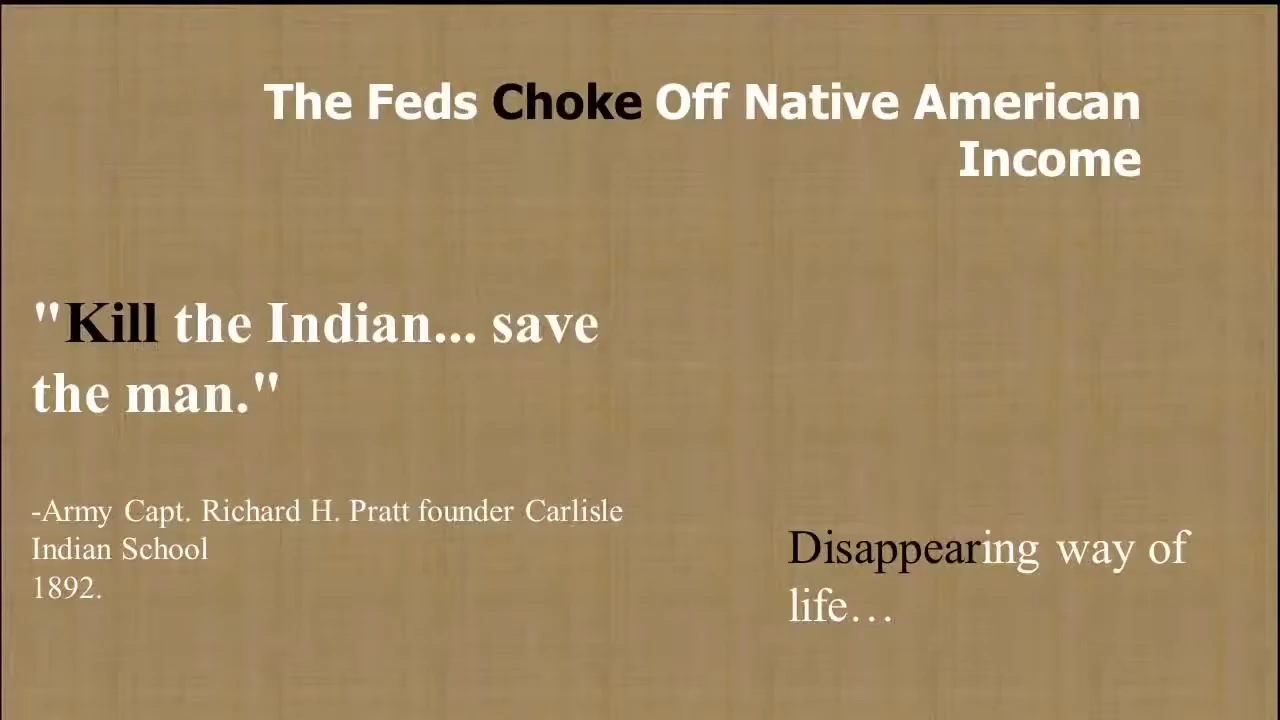 The Feds Choke Off Native American
Income
"Kill the Indian... save
the man."
-Army Capt. Richard H. Pratt founder Carlisle
Indian School
1892.
Disappearing way of
life…